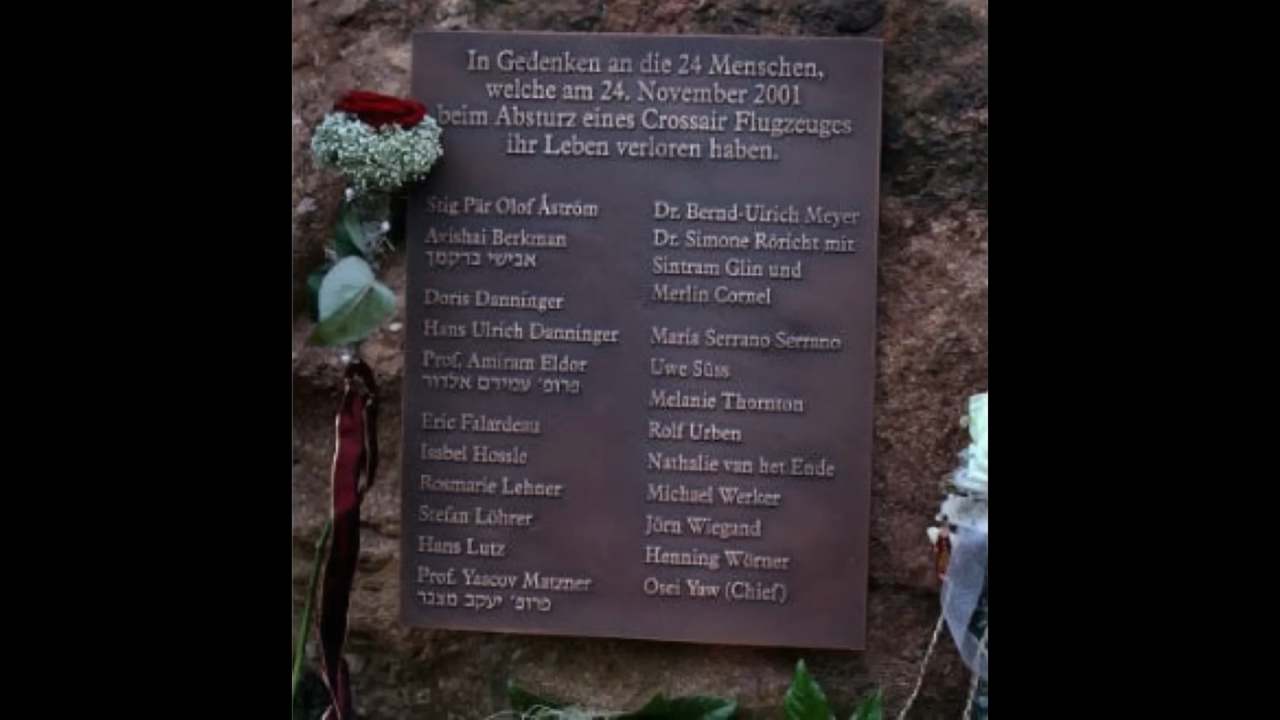 In Gedenken an die 24 Menschen,
welche am 24. November 2001
beim Absturz eines Crossair Flugzeuges
ihr Leben verloren haben.
Stig Pär Olof Åström
Avishai Berkman
אבישי ברקמן
Doris Danninger
Hans Ulrich Danninger
Prof. Amiram Eldor
פרופ׳ עמירם אלדור
Eric Falardeau
Isabel Hossle
Rosmarie Lehner
Stefan Löhrer
Hans Lutz
Prof. Yaacov Matzner
פרופ׳ יעקב מצנר
Dr. Bernd-Ulrich Meyer
Dr. Simone Röricht mit
Sintram Glin und
Merlin Cornel
María Serrano Serrano
Uwe Süss
Melanie Thornton
Rolf Urben
Nathalie van het Ende
Michael Werker
Jörn Wiegand
Henning Wörner
Osei Yaw (Chief)